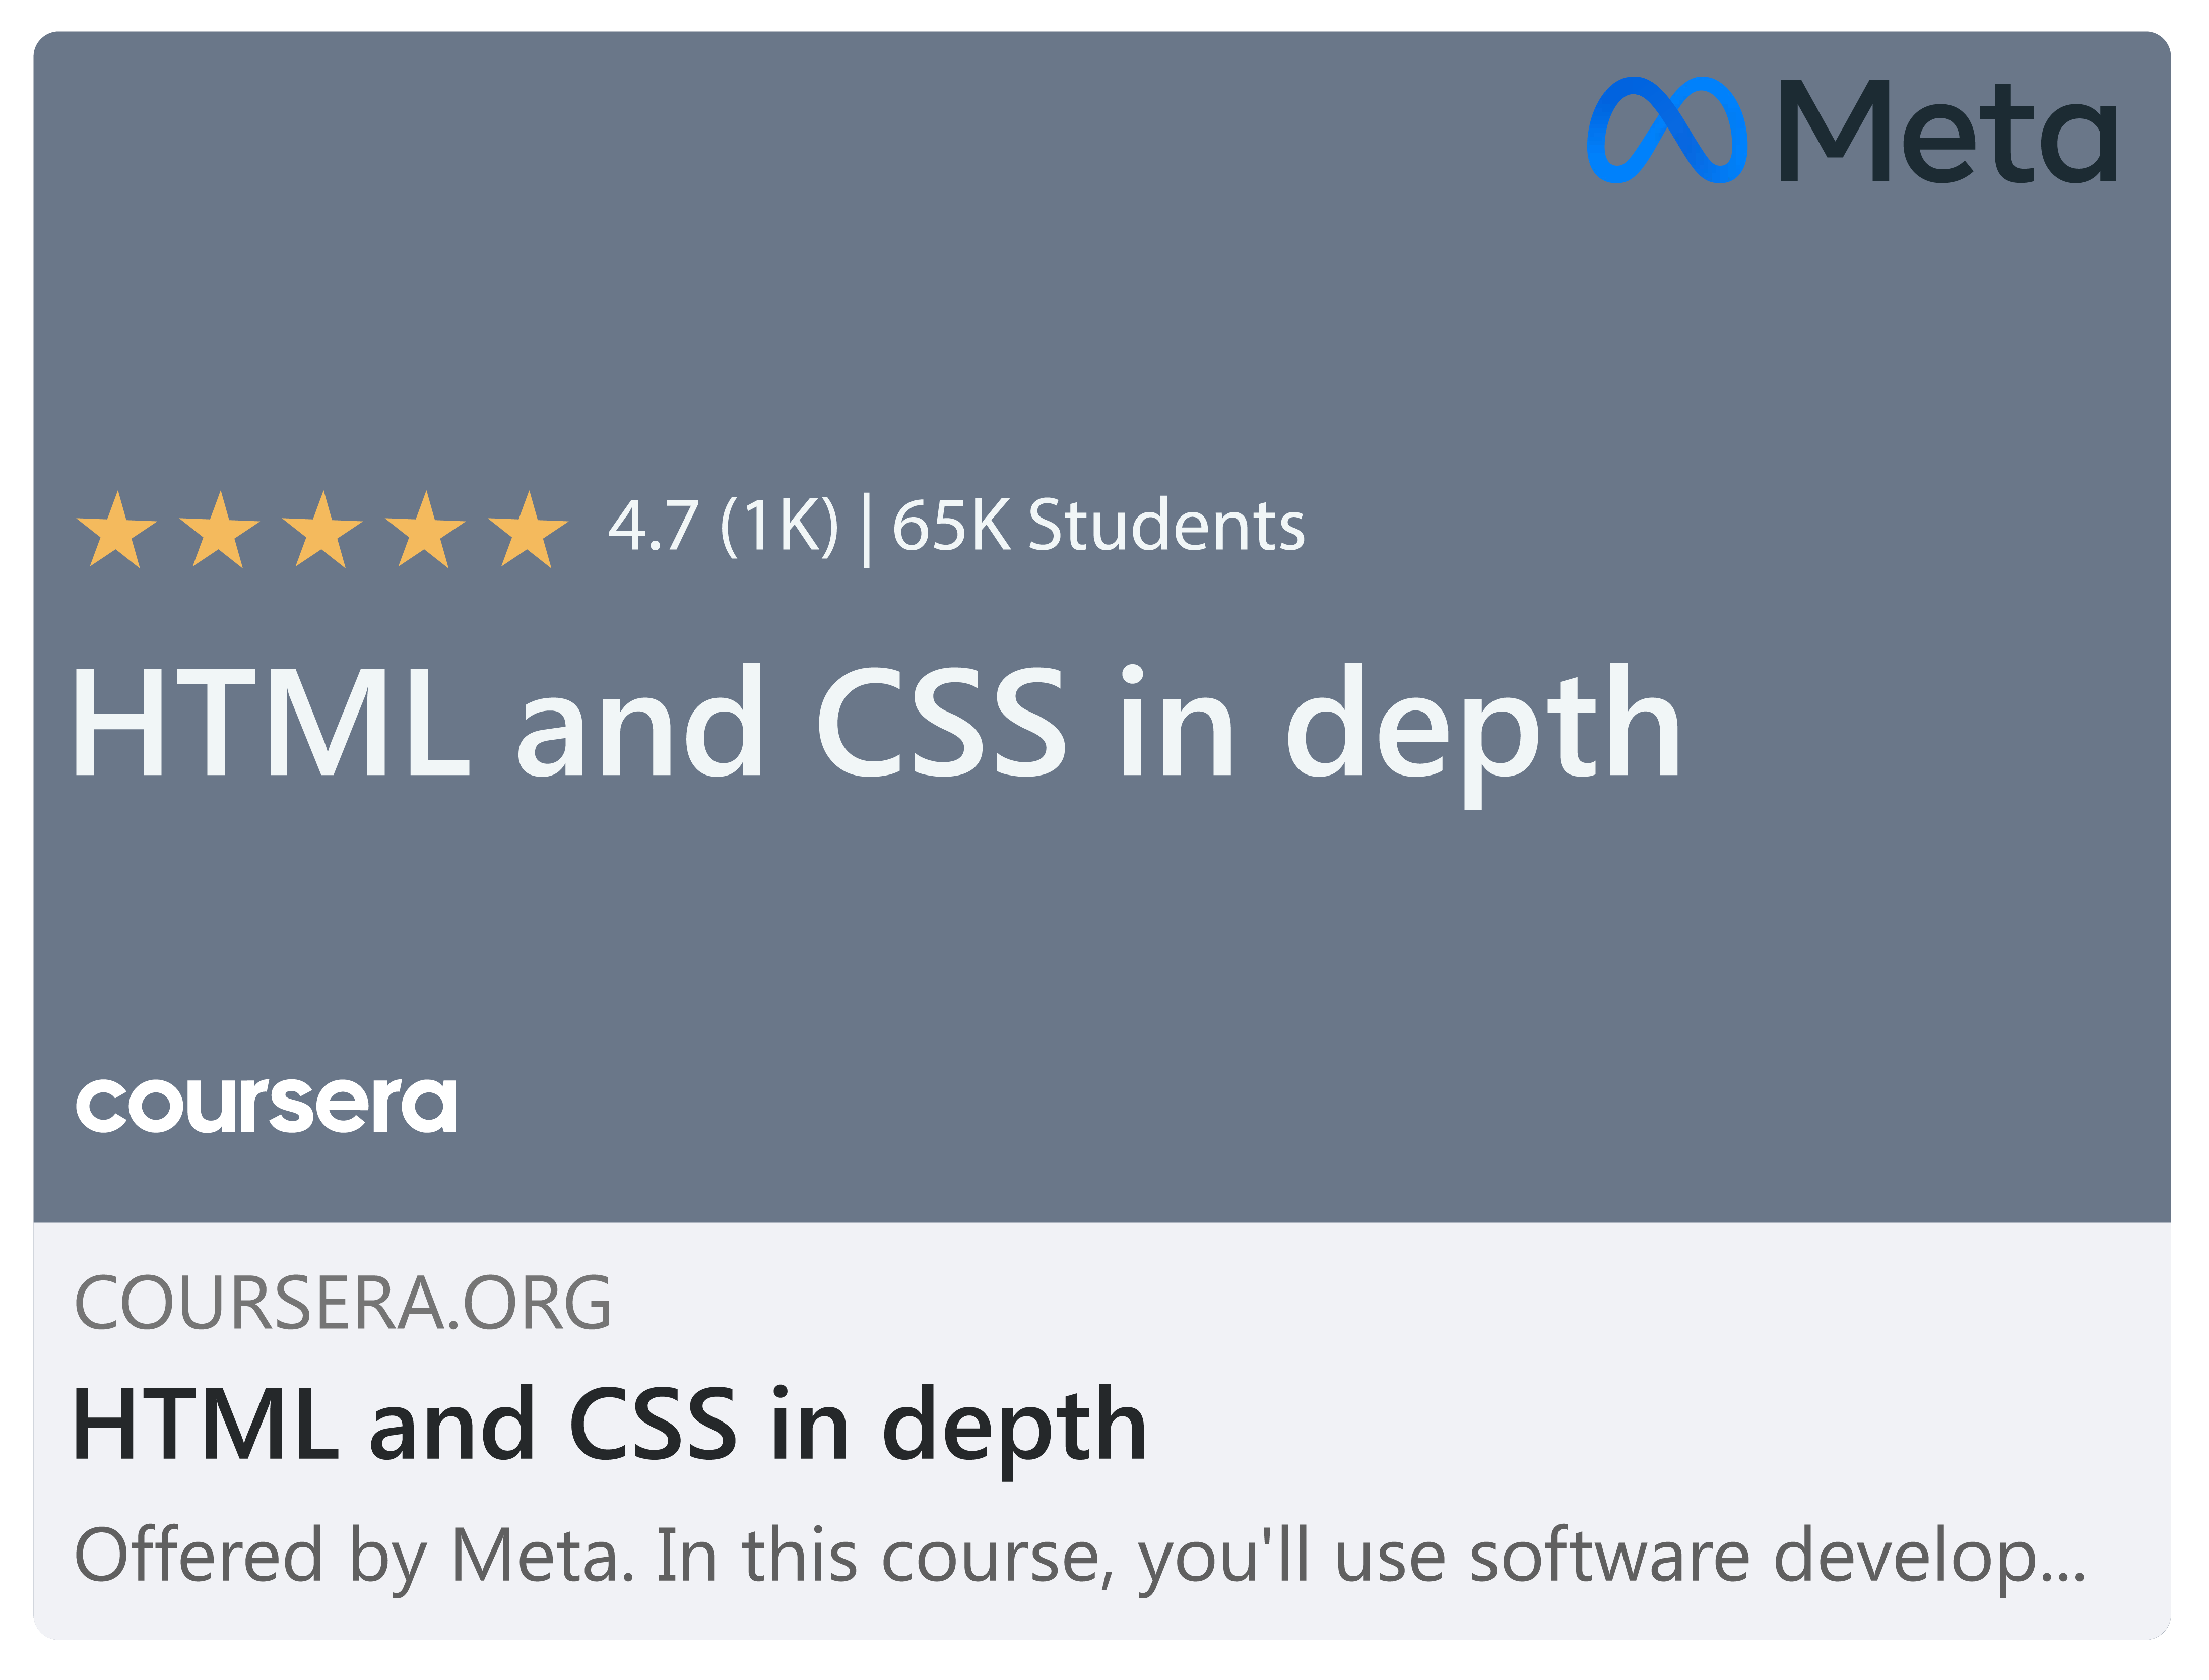 Meta
4.7 (1K) | 65K Students
HTML and CSS in depth
coursera
COURSERA.ORG
HTML and CSS in depth
Offered by Meta. In this course, you'll use software develop...